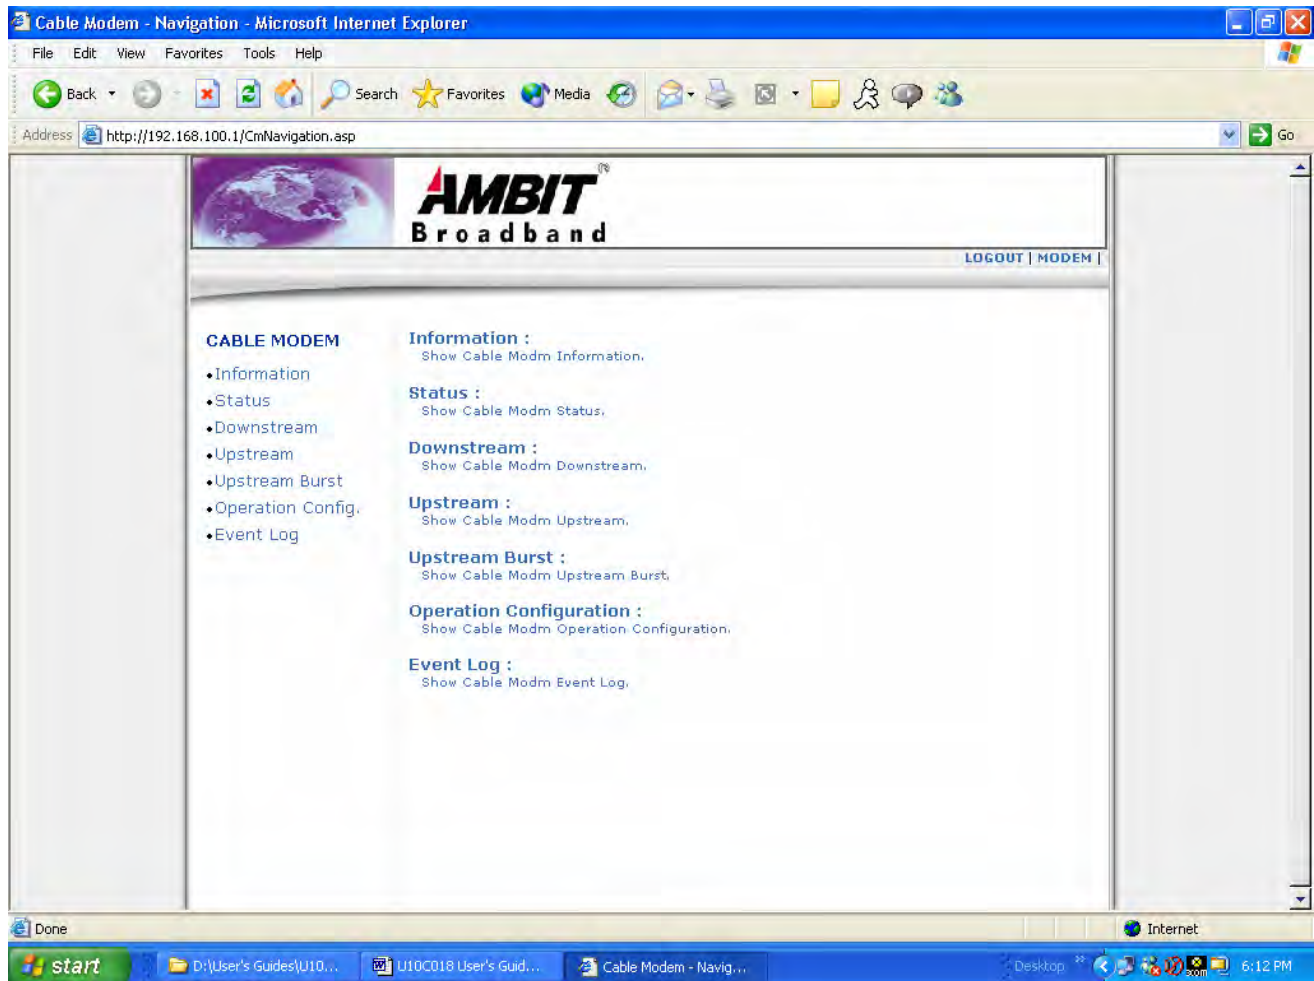 Cable Modem - Navigation - Microsoft Internet Explorer
File Edit View Favorites Tools Help
Back Search Favorites Media
Address http://192.168.100.1/CmNavigation.asp Go
AMBIT®
Broadband
LOGOUT | MODEM |
CABLE MODEM
•Information
•Status
•Downstream
•Upstream
•Upstream Burst
•Operation Config.
•Event Log
Information :
Show Cable Modm Information.
Status :
Show Cable Modm Status.
Downstream :
Show Cable Modm Downstream.
Upstream :
Show Cable Modm Upstream.
Upstream Burst :
Show Cable Modm Upstream Burst.
Operation Configuration :
Show Cable Modm Operation Configuration.
Event Log :
Show Cable Modm Event Log.
Done Internet
start D:\User's Guides\U10... U10C018 User's Guid... Cable Modem - Navig... Desktop » 6:12 PM